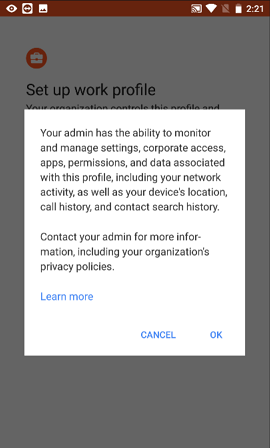 2:21
Set up work profile
Your organization controls this profile and
Your admin has the ability to monitor
and manage settings, corporate access,
apps, permissions, and data associated
with this profile, including your network
activity, as well as your device's location,
call history, and contact search history.
Contact your admin for more infor-
mation, including your organization's
privacy policies.
Learn more
CANCEL OK